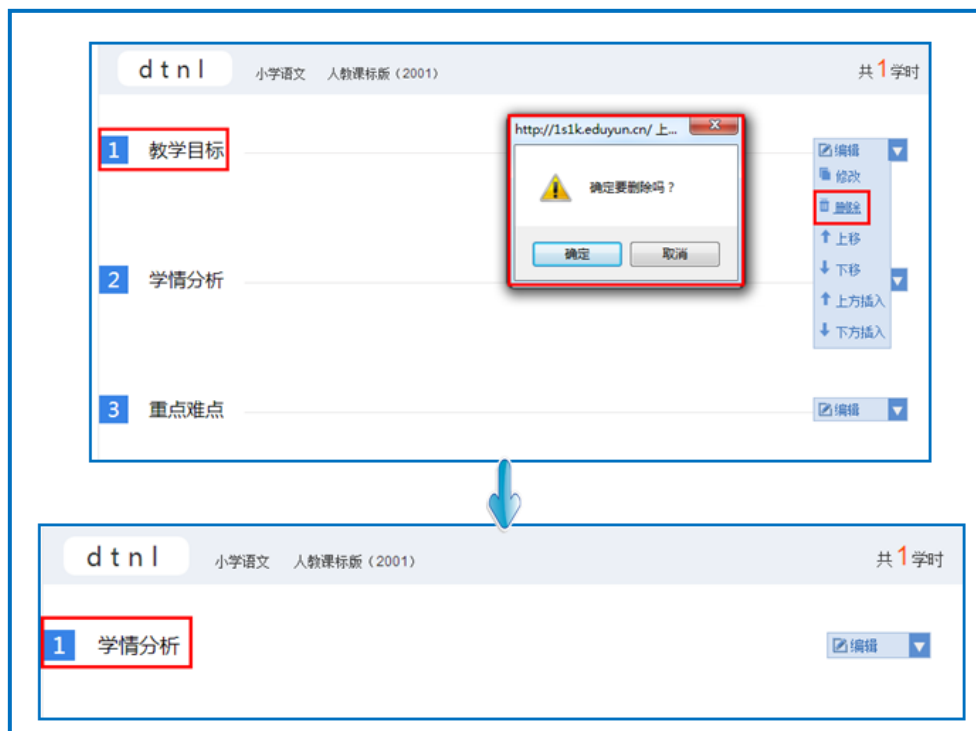 dtnl 小学语文 人教课标版（2001） 共1学时
http://1s1k.eduyun.cn/ 上...
1 教学目标
编辑
修改
确定要删除吗？
删除
上移
确定 取消
下移
2 学情分析
上方插入
下方插入
3 重点难点
编辑
dtnl 小学语文 人教课标版（2001） 共1学时
1 学情分析
编辑